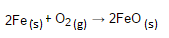 2Fe (s) + O2 (g) → 2FeO (s)